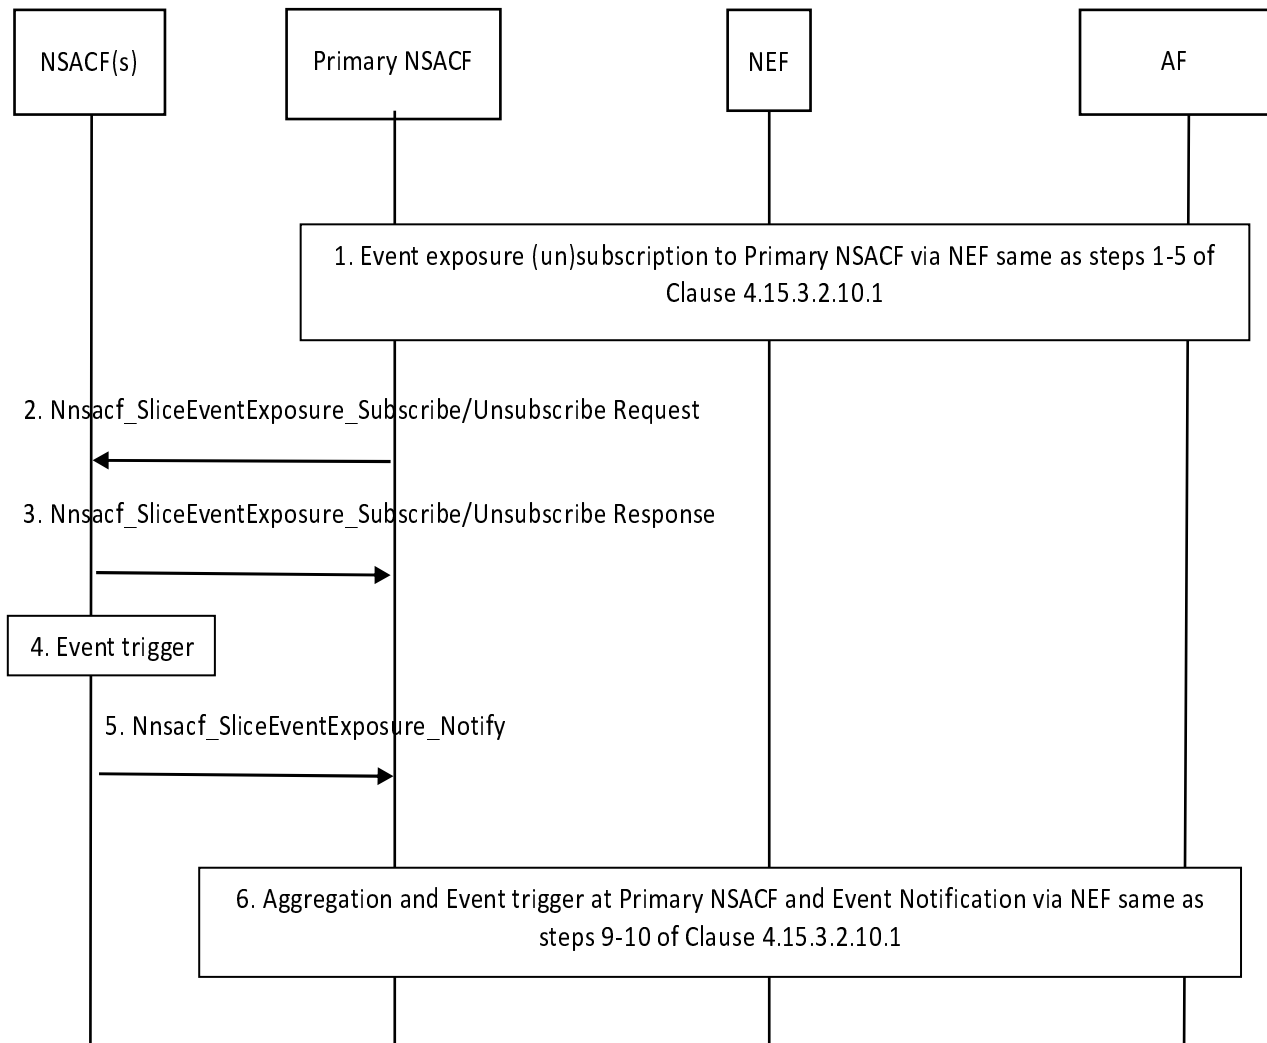 NSACF(s)
Primary NSACF
NEF
AF
1. Event exposure (un)subscription to Primary NSACF via NEF same as steps 1-5 of
Clause 4.15.3.2.10.1
2. Nnsacf_SliceEventExposure_Subscribe/Unsubscribe Request
3. Nnsacf_SliceEventExposure_Subscribe/Unsubscribe Response
4. Event trigger
5. Nnsacf_SliceEventExposure_Notify
6. Aggregation and Event trigger at Primary NSACF and Event Notification via NEF same as
steps 9-10 of Clause 4.15.3.2.10.1